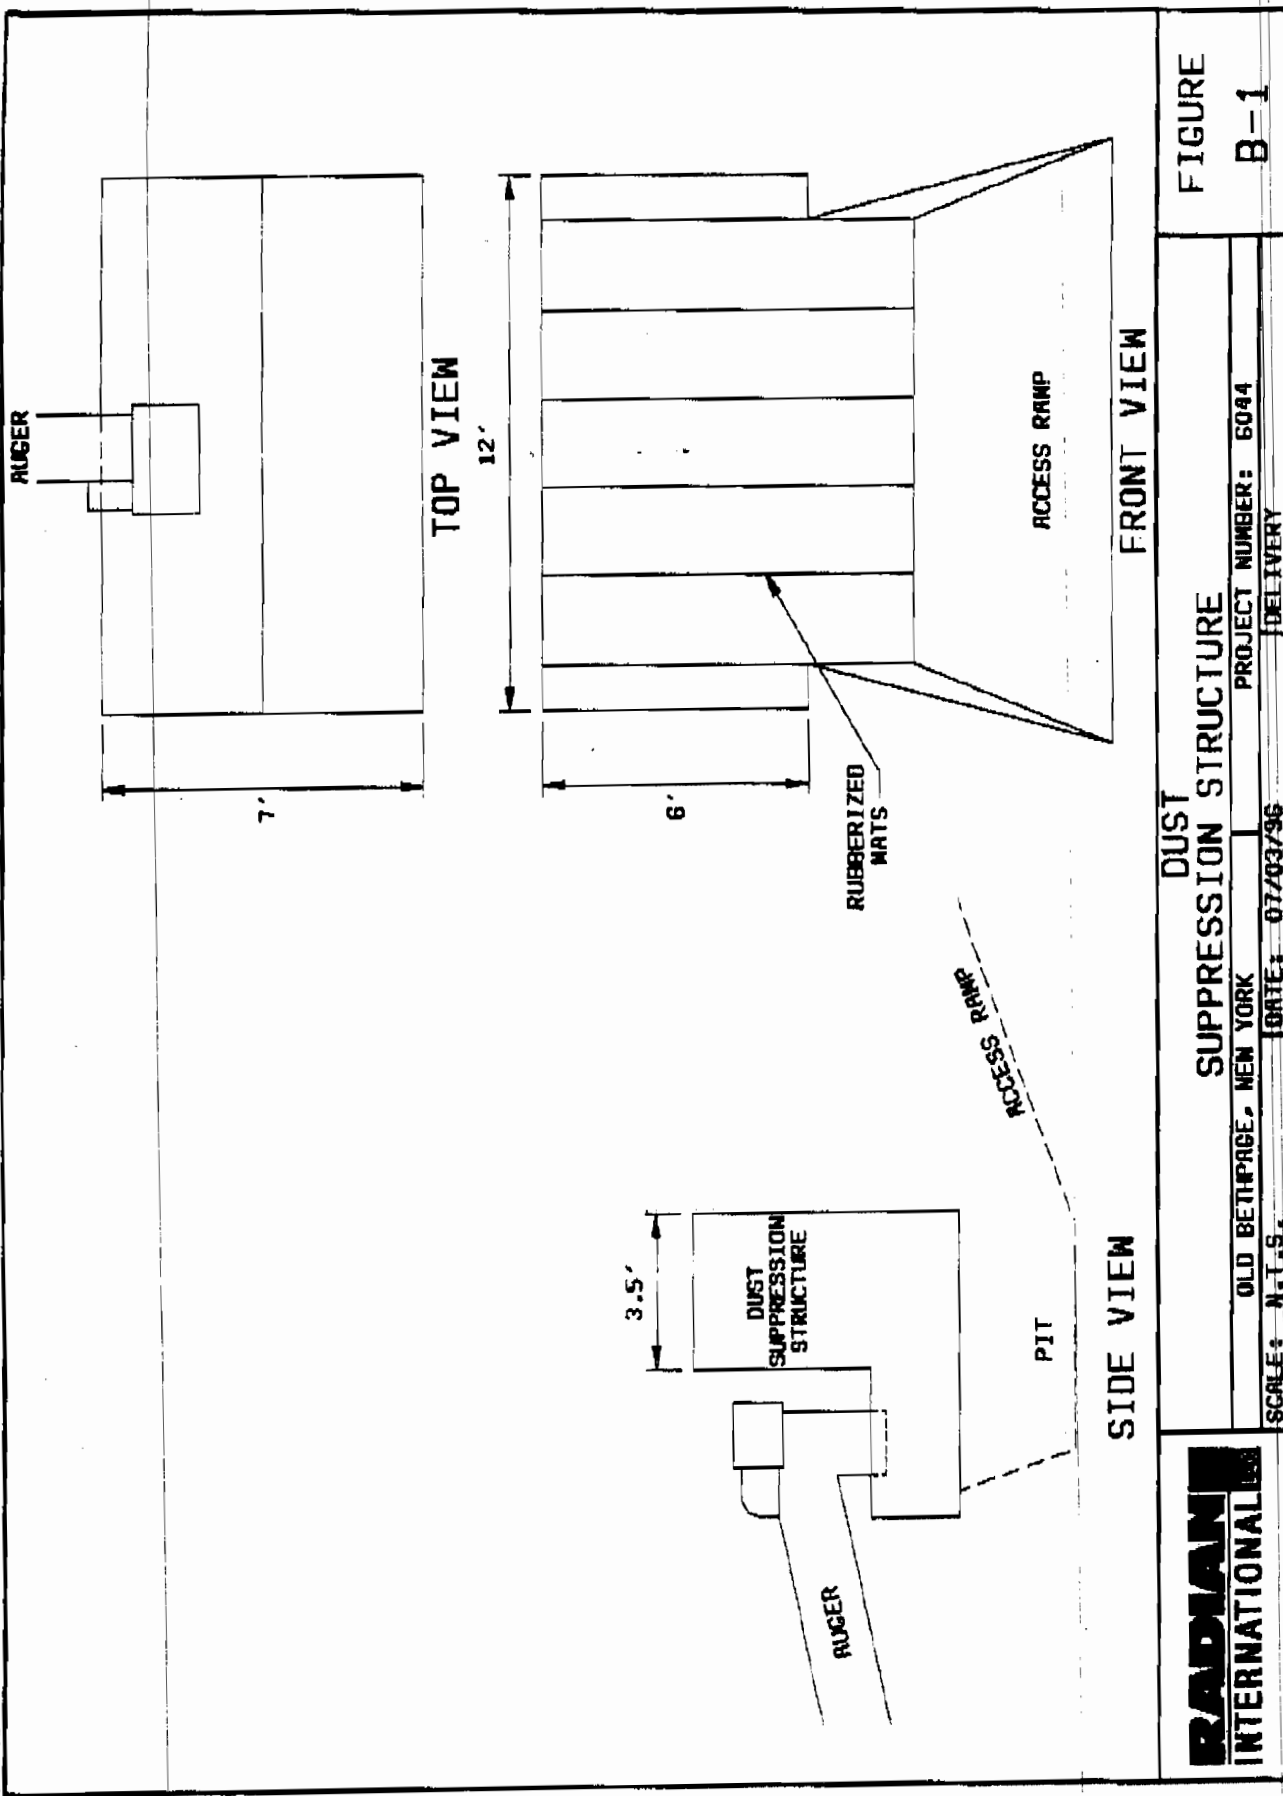 AUGER
7'
TOP VIEW
12'
6'
RUBBERIZED
MATS
ACCESS RAMP
FRONT VIEW
3.5'
DUST
SUPPRESSION
STRUCTURE
AUGER
PIT
ACCESS RAMP
SIDE VIEW
RADIAN
INTERNATIONAL
DUST
SUPPRESSION STRUCTURE
OLD BETHPAGE, NEW YORK
PROJECT NUMBER: 6044
SCALE: N.T.S.
DATE: 07/03/96
DELIVERY
FIGURE
B-1